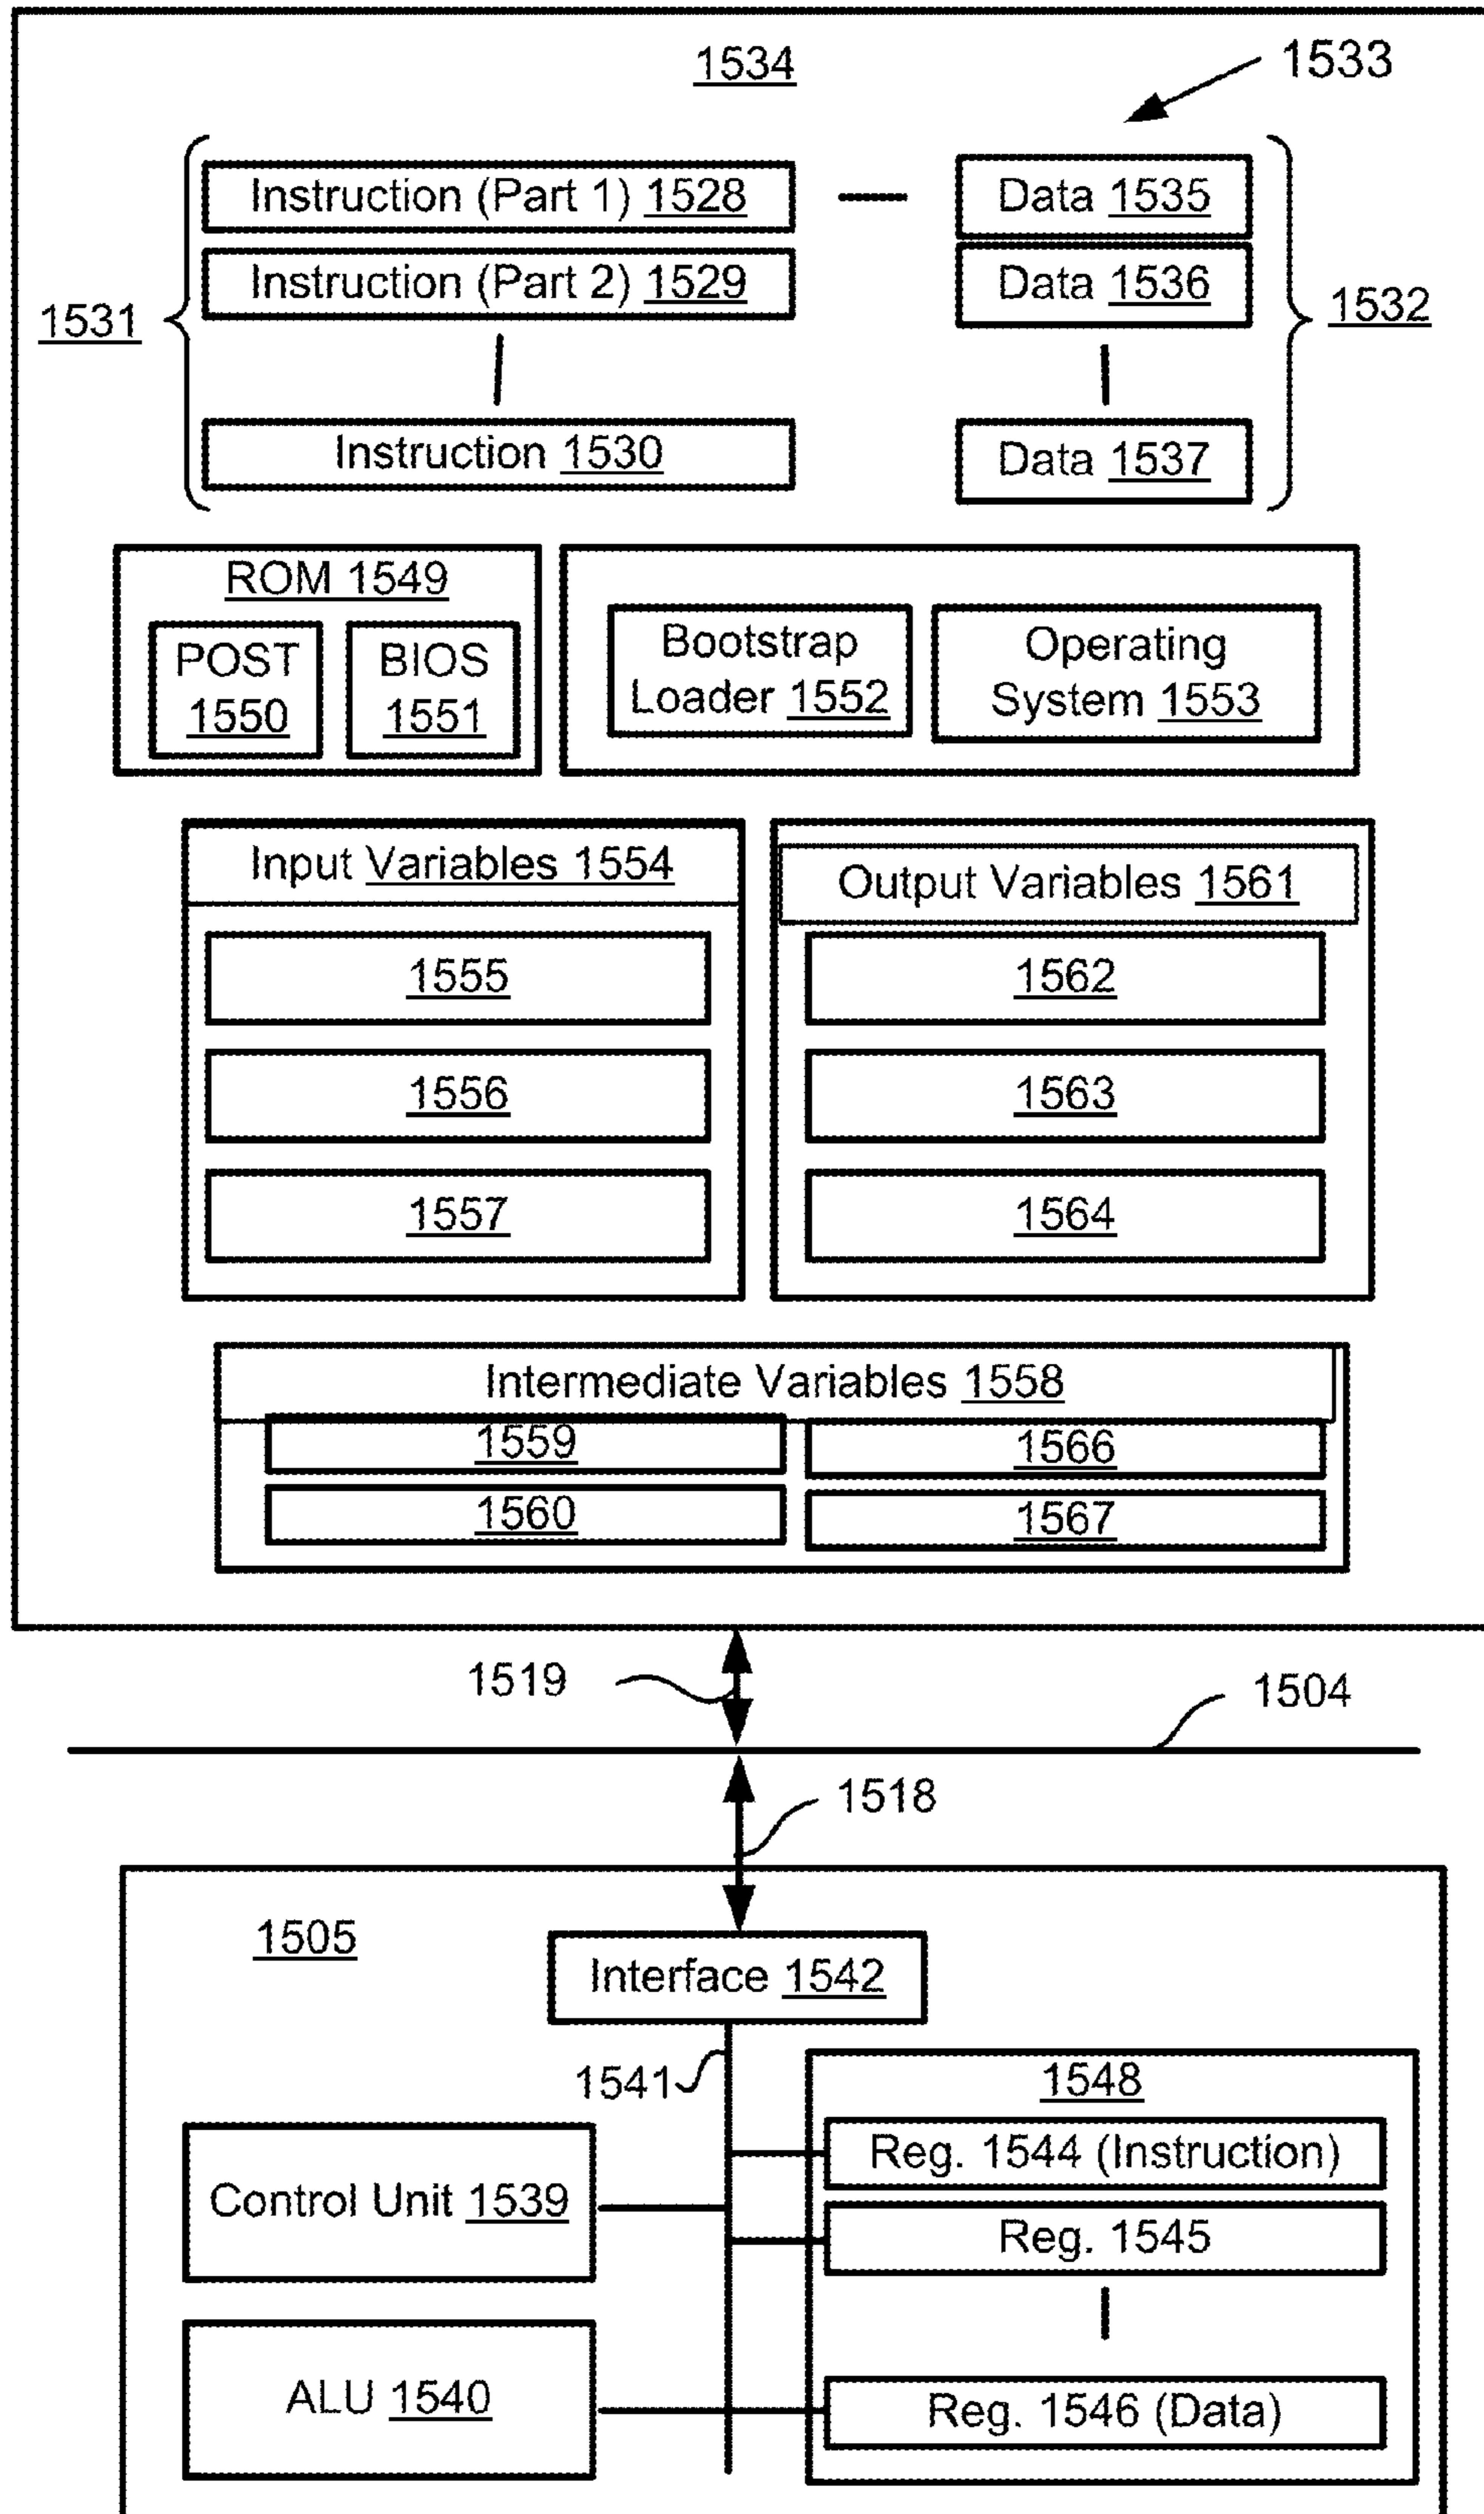 1534
1533
Instruction (Part 1) 1528
Data 1535
Instruction (Part 2) 1529
Data 1536
1531
1532
Instruction 1530
Data 1537
ROM 1549
POST
1550
BIOS
1551
Bootstrap
Loader 1552
Operating
System 1553
Input Variables 1554
1555
1556
1557
Output Variables 1561
1562
1563
1564
Intermediate Variables 1558
1559
1566
1560
1567
1519
1504
1518
1505
Interface 1542
1541
1548
Reg. 1544 (Instruction)
Control Unit 1539
Reg. 1545
ALU 1540
Reg. 1546 (Data)